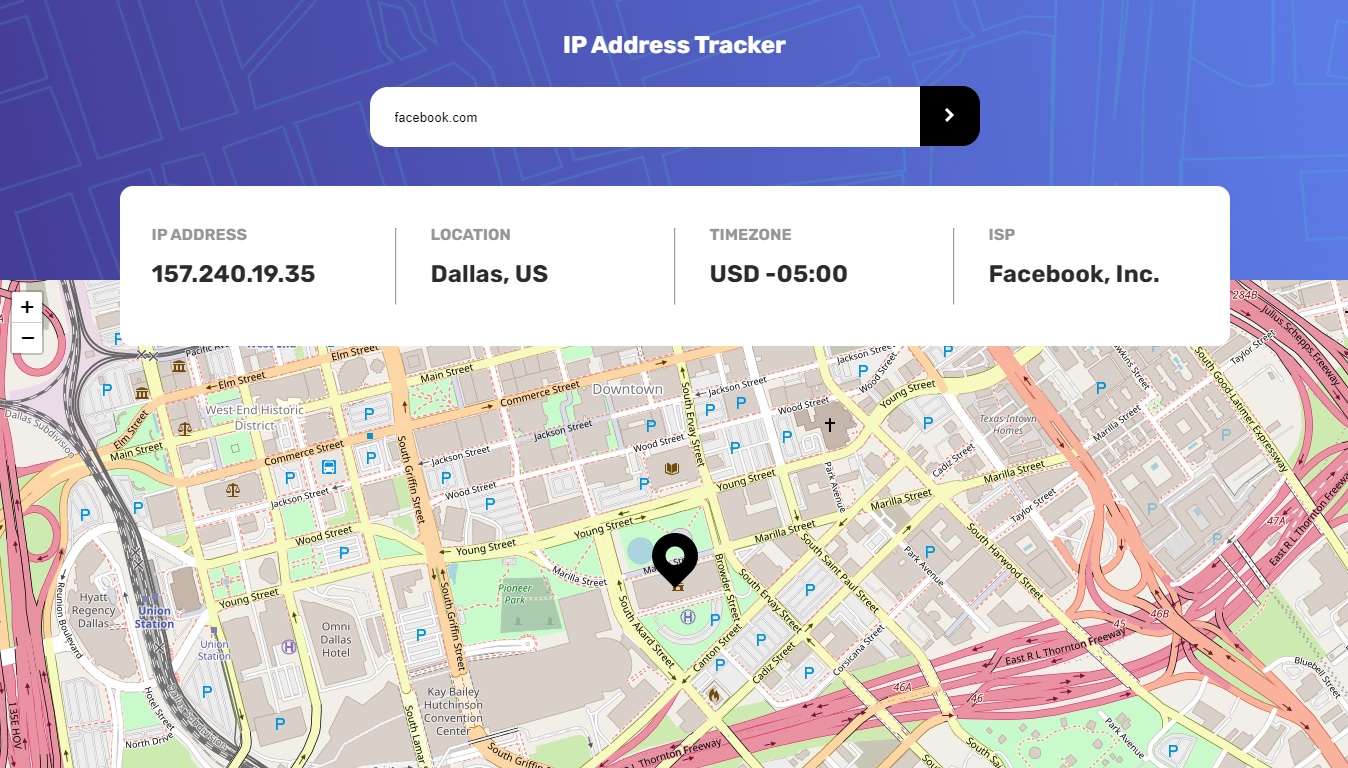 IP Address Tracker
facebook.com
IP ADDRESS
157.240.19.35
LOCATION
Dallas, US
TIMEZONE
USD -05:00
ISP
Facebook, Inc.
+
−
284B
Julius Schepps Freeway
P
Pacific
Elm Street
Elm Street
Main Street
Commerce Street
Downtown
Jackson Street
Jackson Street
Wood Street
Young Street
South Good-Latimer Expressway
Taylor Street
P
P
P
P
P
P
West End Historic
District
Elm Street
Main Street
Dallas Subdivision
Commerce Street
South Griffin Street
Jackson Street
South Ervay Street
Wood Street
Wood Street
Texas Intown
Homes
Marilla Street
P
P
P
P
P
P
P
Jackson Street
Jackson Street
Wood Street
Young Street
Park Avenue
Cadiz Street
Marilla Street
Marilla Street
Taylor Street
P
P
P
P
P
P
P
47A
East R L Thornton Freeway
Wood Street
Young Street
Young Street
Marilla Street
South Saint Paul Street
Park Avenue
South Harwood Street
P
P
P
Marilla Street
Pioneer
Park
Browder Street
South Ervay Street
Hyatt
Regency
Dallas
Reunion Boulevard
Union
Station
Union
Station
Young Street
Omni
Dallas
Hotel
H
H
P
P
P
P
South Griffin Street
South Akard Street
Canton Street
Cadiz Street
Corsicana Street
46B
45
East R L Thornton Freeway
46A
46
Bluebell Street
P
P
P
P
Kay Bailey
Hutchinson
Convention
Center
Hotel Street
North Drive
I 35E HOV
South Lamar
South Griffin
R L Thornton Freeway
South
Park Avenue
P